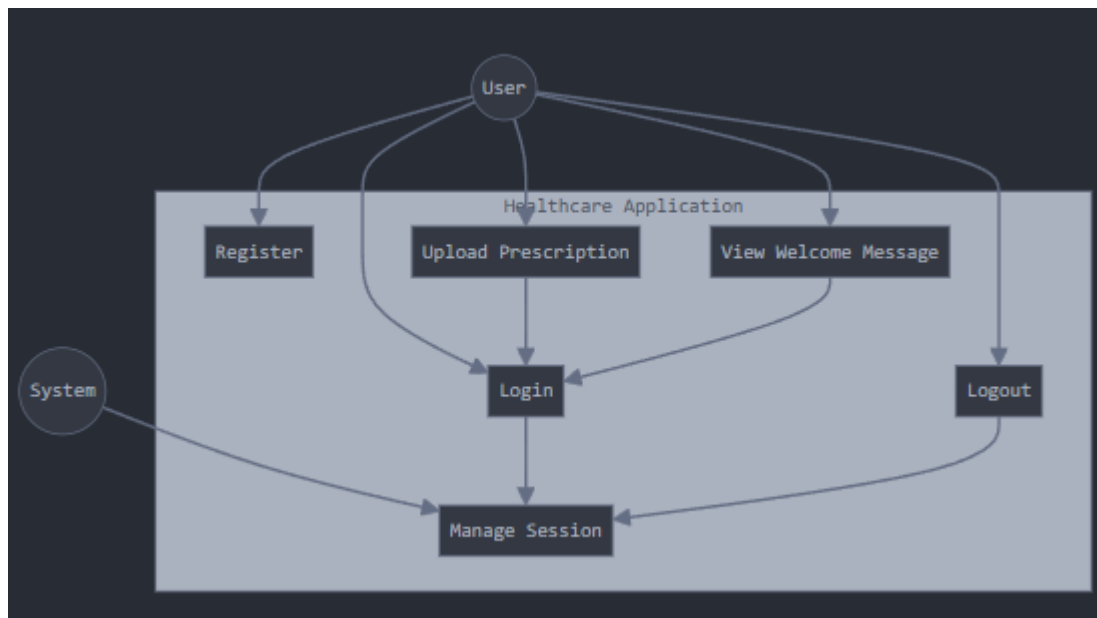 User
Healthcare Application
Register
Upload Prescription
View Welcome Message
System
Login
Logout
Manage Session